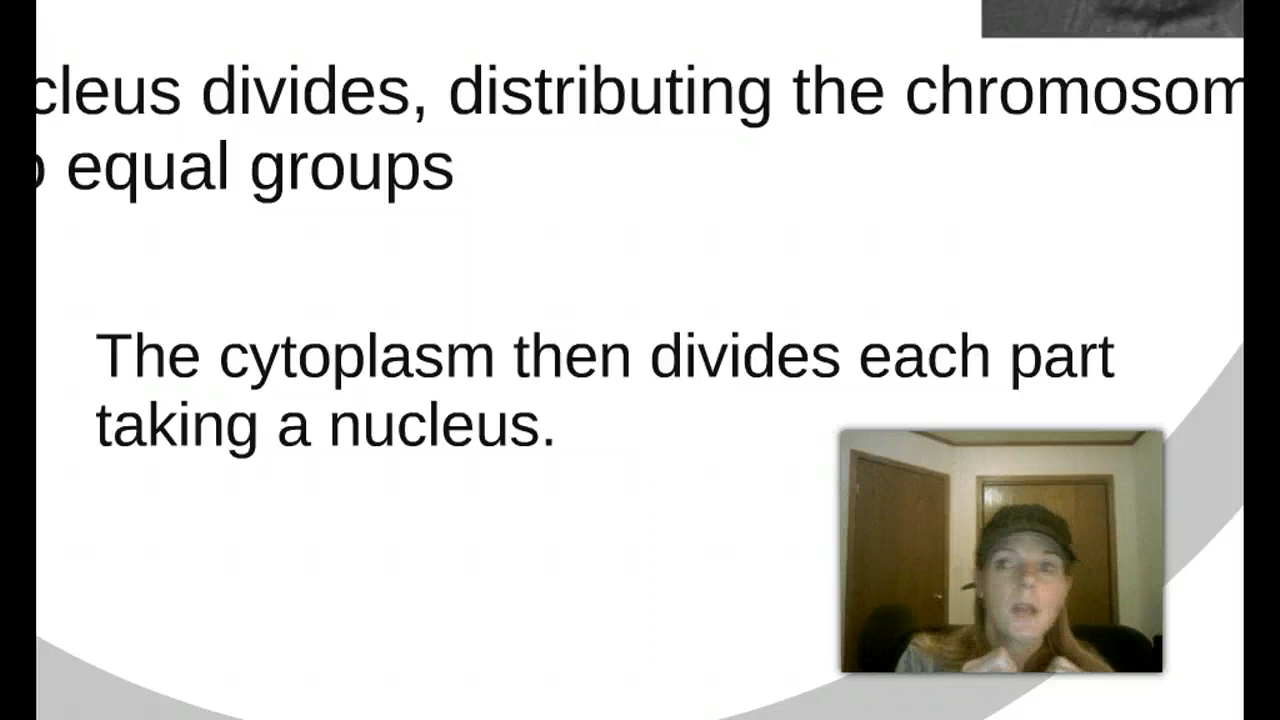 cleus divides, distributing the chromosom
equal groups
The cytoplasm then divides each part
taking a nucleus.